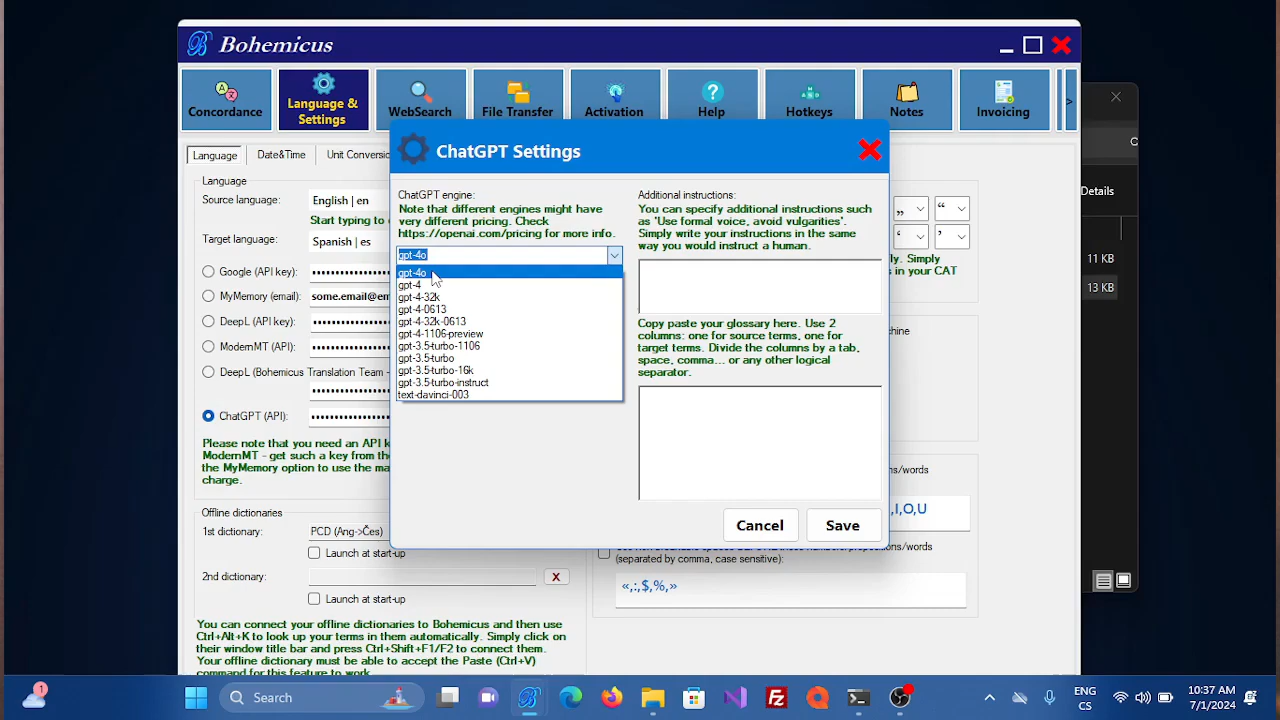 Bohemicus
Concordance
Language &
Settings
WebSearch
File Transfer
Activation
Help
Hotkeys
Notes
Invoicing
>
ChatGPT Settings
Language
Date&Time
Unit Conversio
Language
Source language:
English | en
Start typing to
Target language:
Spanish | es
Google (API key):
MyMemory (email):
some.email@em
DeepL (API key):
ModernMT (API):
DeepL (Bohemicus
Translation Team -
ChatGPT (API):
Please note that you need an API k
ModernMT - get such a key from the
the MyMemory option to use the ma
charge.
Offline dictionaries
1st dictionary:
PCD (Ang->Čes)
Launch at start-up
2nd dictionary:
X
Launch at start-up
You can connect your offline dictionaries to Bohemicus and then use
Ctrl+Alt+K to look up your terms in them automatically. Simply click on
their window title bar and press Ctrl+Shift+F1/F2 to connect them.
Your offline dictionary must be able to accept the Paste (Ctrl+V)
command for this feature to work.
ChatGPT engine:
Note that different engines might have
very different pricing. Check
https://openai.com/pricing for more info.
gpt-4o
gpt-4o
gpt-4
gpt-4-32k
gpt-4-0613
gpt-4-32k-0613
gpt-4-1106-preview
gpt-3.5-turbo-1106
gpt-3.5-turbo
gpt-3.5-turbo-16k
gpt-3.5-turbo-instruct
text-davinci-003
Additional instructions:
You can specify additional instructions such
as 'Use formal voice, avoid vulgarities'.
Simply write your instructions in the same
way you would instruct a human.
Copy paste your glossary here. Use 2
columns: one for source terms, one for
target terms. Divide the columns by a tab,
space, comma... or any other logical
separator.
Cancel
Save
„
“
‚
’
ly. Simply
s in your CAT
chine
ns/words
,I,O,U
(separated by comma, case sensitive):
«,:,$,%,»
Details
11 KB
13 KB
1
Search
ENG
CS
10:37 AM
7/1/2024